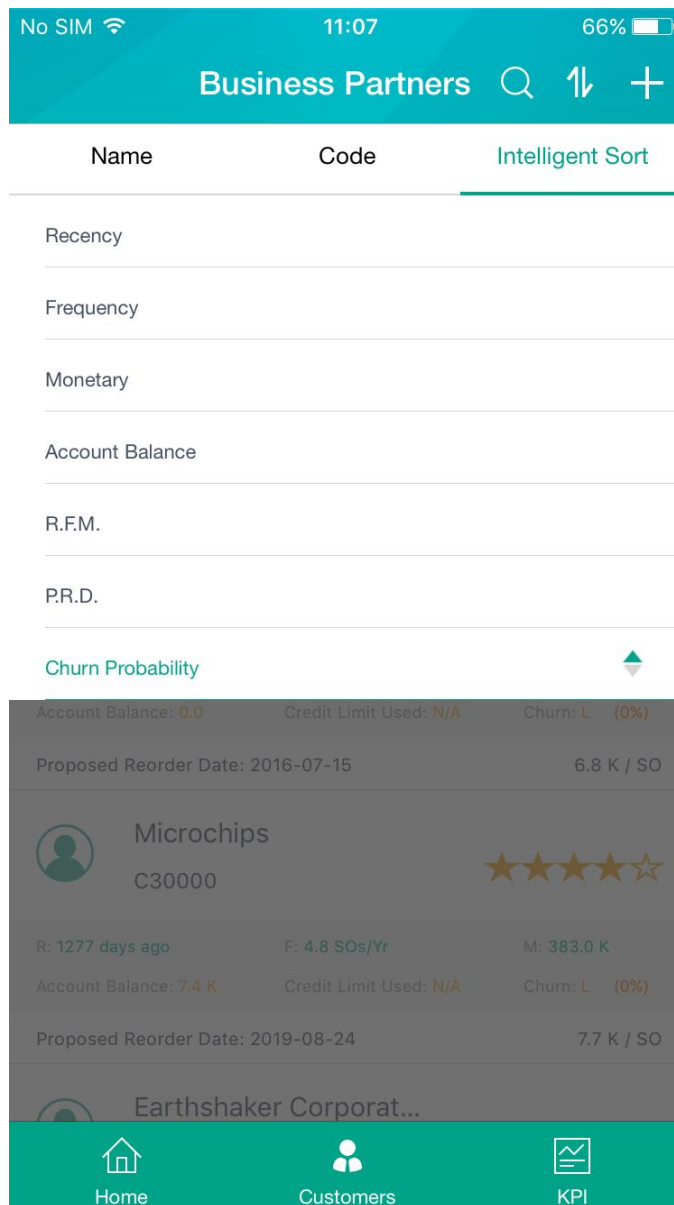 No SIM 11:07 66%
Business Partners
Name Code Intelligent Sort
Recency
Frequency
Monetary
Account Balance
R.F.M.
P.R.D.
Churn Probability
Account Balance: 0.0 Credit Limit Used: N/A Churn: L (0%)
Proposed Reorder Date: 2016-07-15 6.8 K / SO
Microchips
C30000
R: 1277 days ago F: 4.8 SOs/Yr M: 383.0 K
Account Balance: 7.4 K Credit Limit Used: N/A Churn: L (0%)
Proposed Reorder Date: 2019-08-24 7.7 K / SO
Earthshaker Corporat...
Home Customers KPI